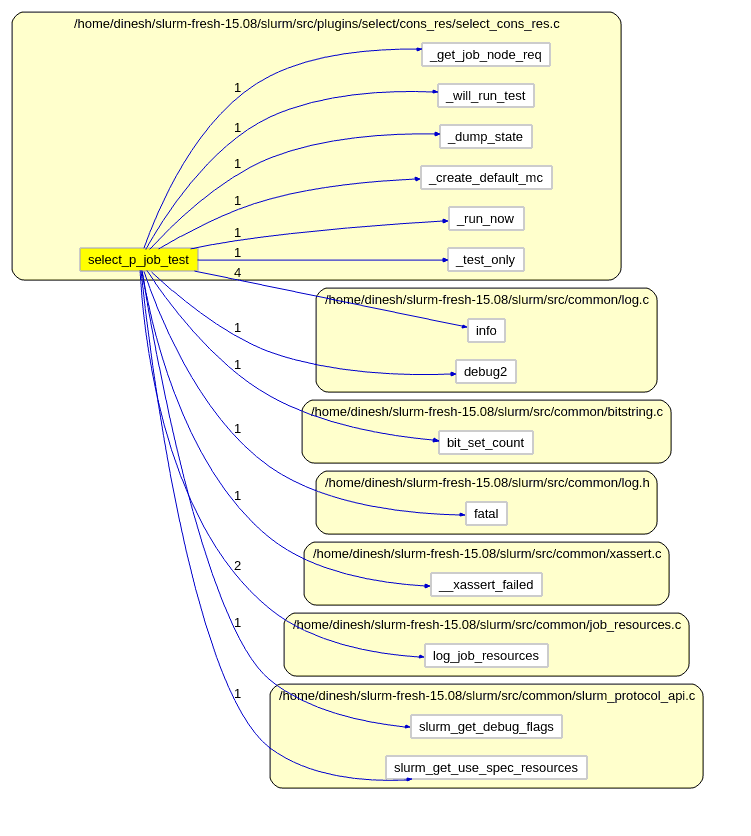 /home/dinesh/slurm-fresh-15.08/slurm/src/plugins/select/cons_res/select_cons_res.c
_get_job_node_req
1
_will_run_test
1
_dump_state
1
_create_default_mc
1
_run_now
1
select_p_job_test
1
_test_only
4
/home/dinesh/slurm-fresh-15.08/slurm/src/common/log.c
info
1
debug2
1
/home/dinesh/slurm-fresh-15.08/slurm/src/common/bitstring.c
bit_set_count
1
/home/dinesh/slurm-fresh-15.08/slurm/src/common/log.h
fatal
1
/home/dinesh/slurm-fresh-15.08/slurm/src/common/xassert.c
__xassert_failed
2
/home/dinesh/slurm-fresh-15.08/slurm/src/common/job_resources.c
log_job_resources
1
/home/dinesh/slurm-fresh-15.08/slurm/src/common/slurm_protocol_api.c
slurm_get_debug_flags
1
slurm_get_use_spec_resources